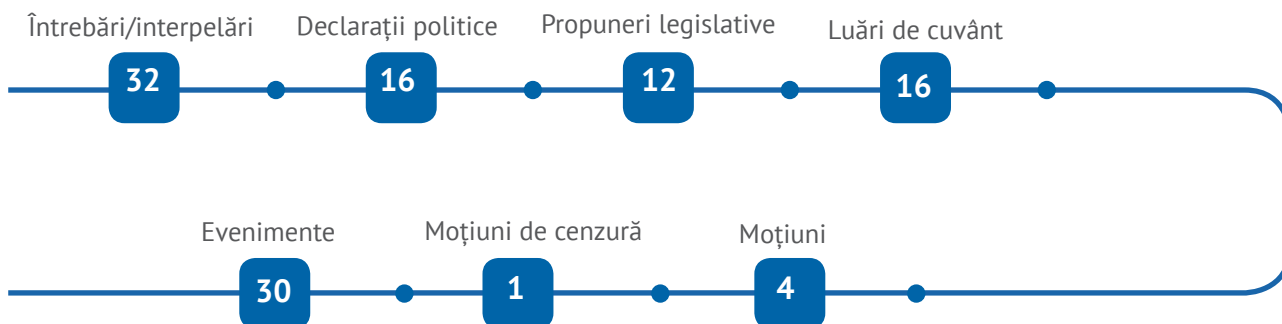 Întrebări/interpelări
32
Declarații politice
16
Propuneri legislative
12
Luări de cuvânt
16
Evenimente
30
Moțiuni de cenzură
1
Moțiuni
4